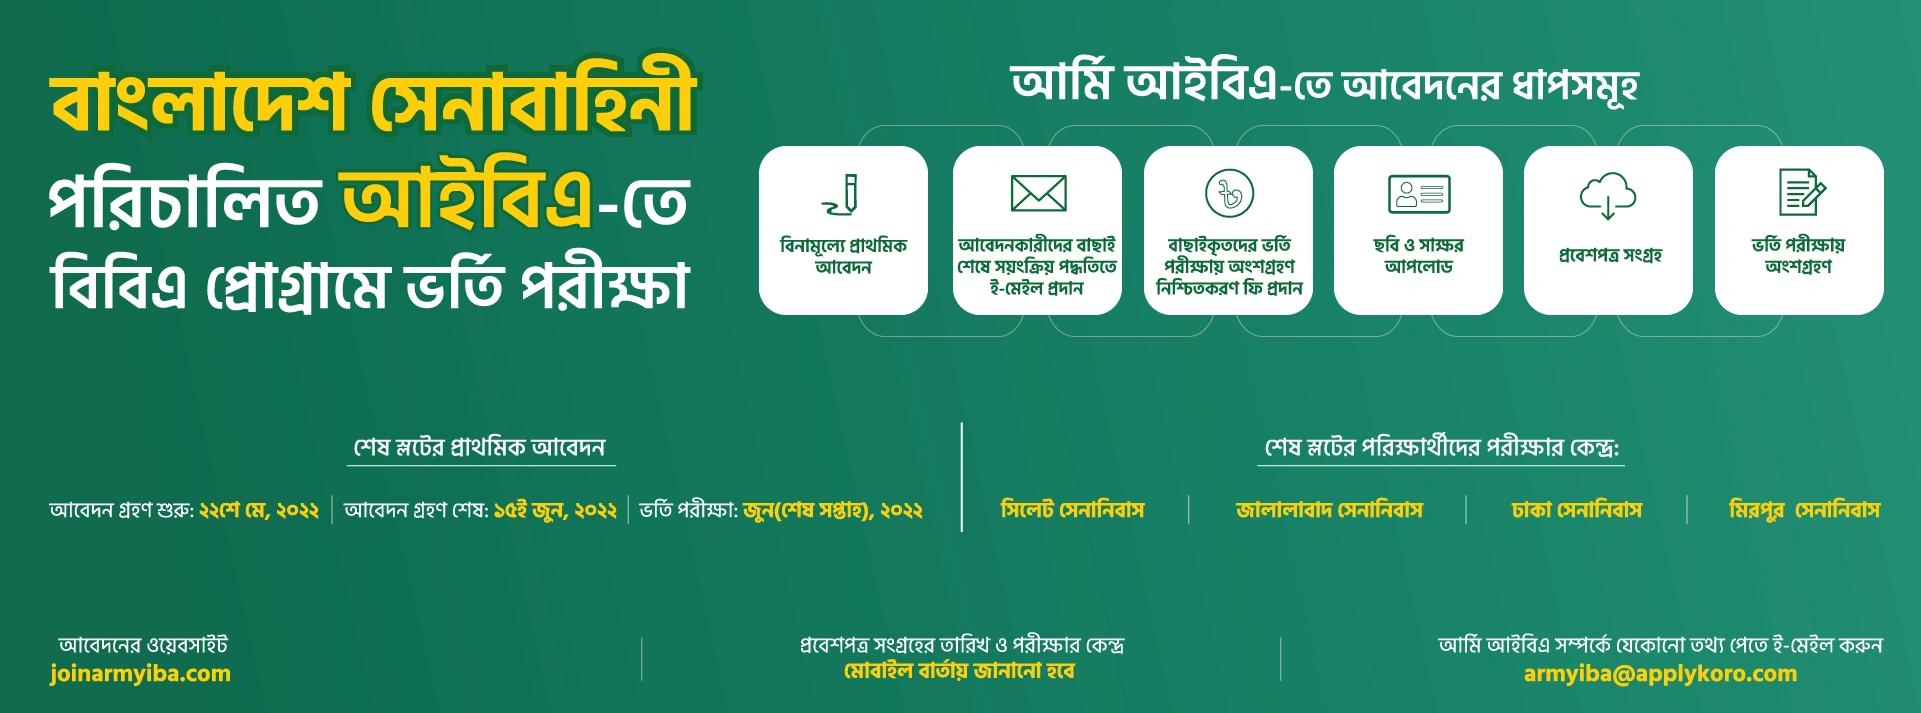 বাংলাদেশ সেনাবাহিনী
পরিচালিত আইবিএ-তে
বিবিএ প্রোগ্রামে ভর্তি পরীক্ষা
আর্মি আইবিএ-তে আবেদনের ধাপসমূহ
বিনামূল্যে প্রাথমিক
আবেদন
আবেদনকারীদের বাছাই
শেষে সয়ংক্রিয় পদ্ধতিতে
ই-মেইল প্রদান
বাছাইকৃতদের ভর্তি
পরীক্ষায় অংশগ্রহণ
নিশ্চিতকরণ ফি প্রদান
ছবি ও সাক্ষর
আপলোড
প্রবেশপত্র সংগ্রহ
ভর্তি পরীক্ষায়
অংশগ্রহণ
শেষ স্লটের প্রাথমিক আবেদন
আবেদন গ্রহণ শুরু: ২২শে মে, ২০২২
আবেদন গ্রহণ শেষ: ১৫ই জুন, ২০২২
ভর্তি পরীক্ষা: জুন(শেষ সপ্তাহ), ২০২২
শেষ স্লটের পরিক্ষার্থীদের পরীক্ষার কেন্দ্র:
সিলেট সেনানিবাস
জালালাবাদ সেনানিবাস
ঢাকা সেনানিবাস
মিরপুর সেনানিবাস
আবেদনের ওয়েবসাইট
joinarmyiba.com
প্রবেশপত্র সংগ্রহের তারিখ ও পরীক্ষার কেন্দ্র
মোবাইল বার্তায় জানানো হবে
আর্মি আইবিএ সম্পর্কে যেকোনো তথ্য পেতে ই-মেইল করুন
armyiba@applykoro.com